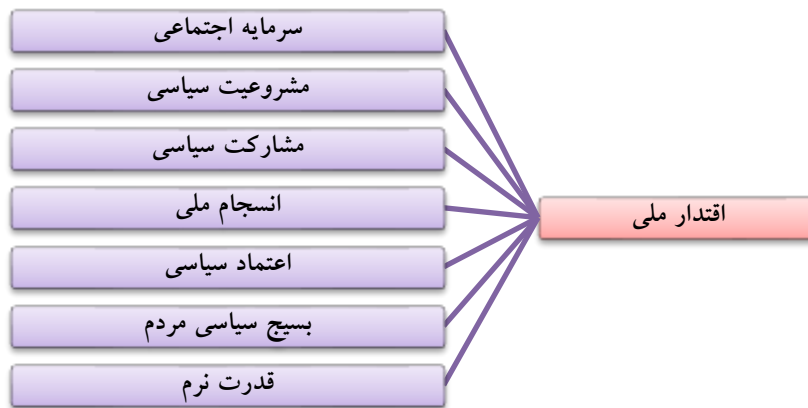 سرمایه اجتماعی
مشروعیت سیاسی
مشارکت سیاسی
انسجام ملی
اقتدار ملی
اعتماد سیاسی
بسیج سیاسی مردم
قدرت نرم